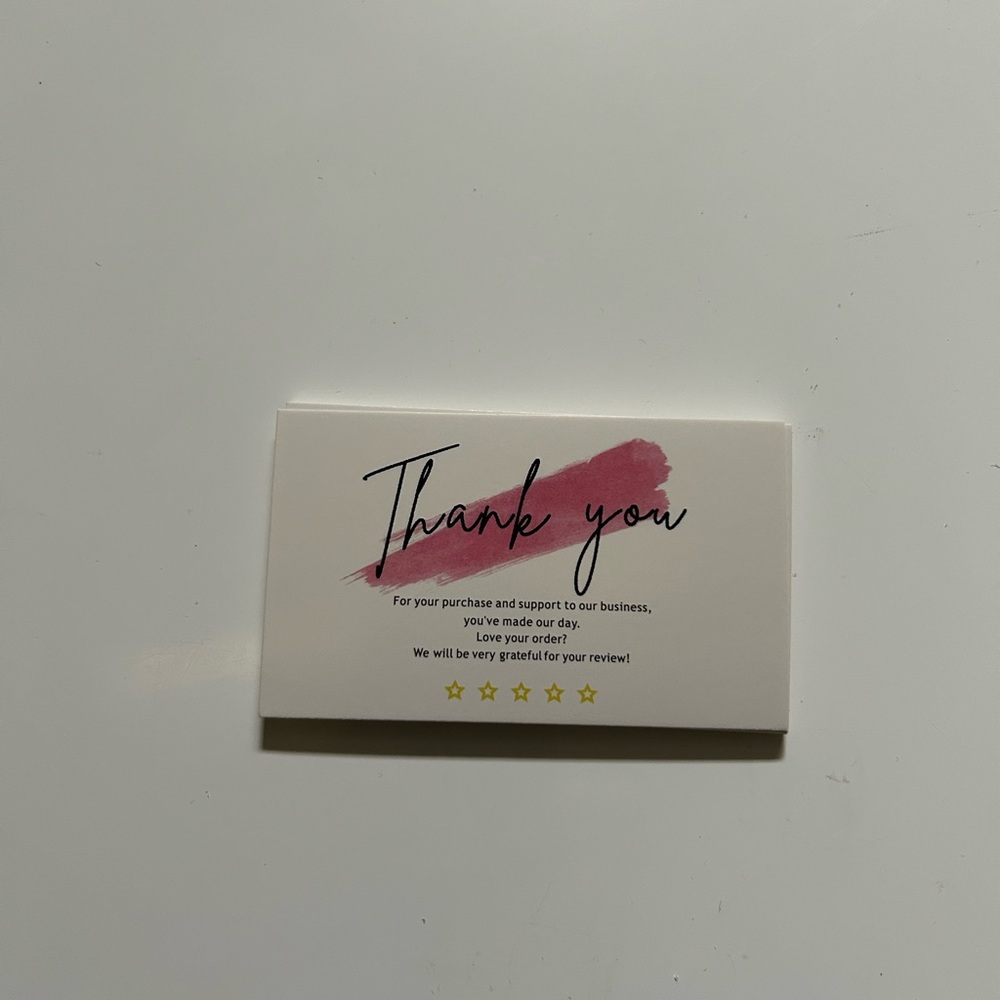 Thank you
For your purchase and support to our business,
you've made our day.
Love your order?
We will be very grateful for your review!